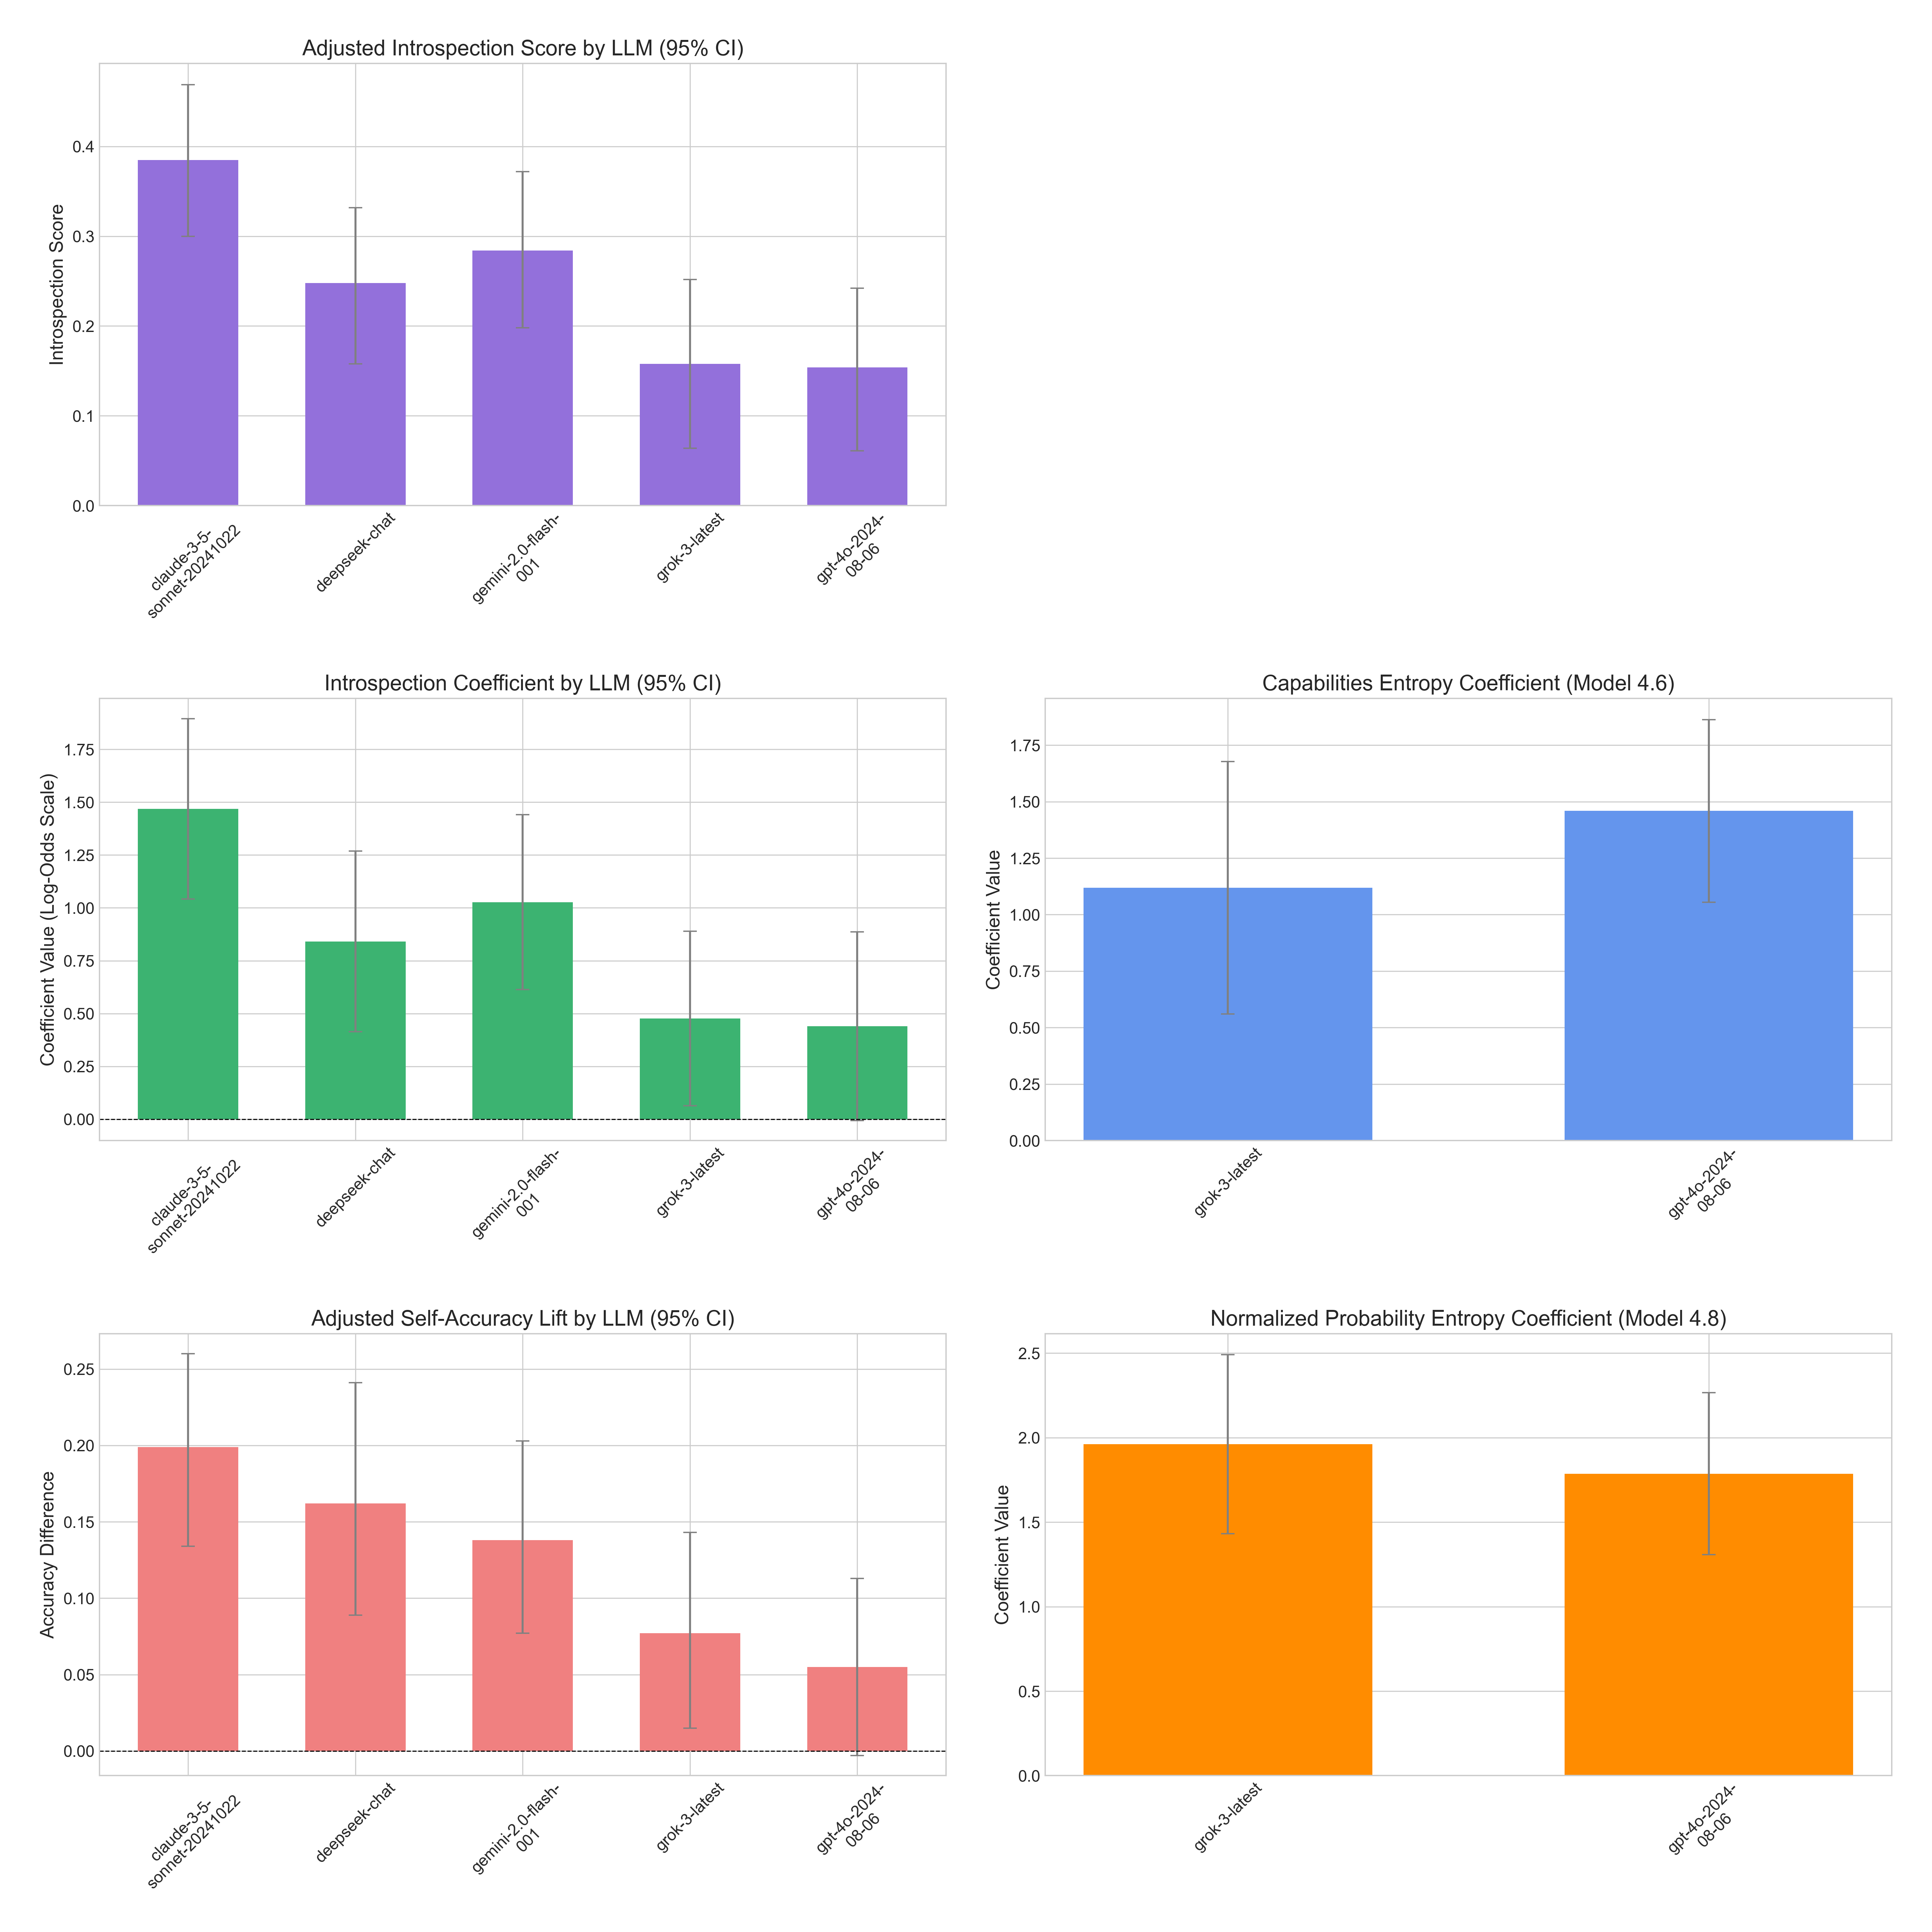 Adjusted Introspection Score by LLM (95% CI)
Introspection Score
0.4
0.3
0.2
0.1
0.0
claude-3-5-
sonnet-20241022
deepseek-chat
gemini-2.0-flash-
001
grok-3-latest
gpt-4o-2024-
08-06
Introspection Coefficient by LLM (95% CI)
Coefficient Value (Log-Odds Scale)
1.75
1.50
1.25
1.00
0.75
0.50
0.25
0.00
claude-3-5-
sonnet-20241022
deepseek-chat
gemini-2.0-flash-
001
grok-3-latest
gpt-4o-2024-
08-06
Capabilities Entropy Coefficient (Model 4.6)
Coefficient Value
1.75
1.50
1.25
1.00
0.75
0.50
0.25
0.00
grok-3-latest
gpt-4o-2024-
08-06
Adjusted Self-Accuracy Lift by LLM (95% CI)
Accuracy Difference
0.25
0.20
0.15
0.10
0.05
0.00
claude-3-5-
sonnet-20241022
deepseek-chat
gemini-2.0-flash-
001
grok-3-latest
gpt-4o-2024-
08-06
Normalized Probability Entropy Coefficient (Model 4.8)
Coefficient Value
2.5
2.0
1.5
1.0
0.5
0.0
grok-3-latest
gpt-4o-2024-
08-06